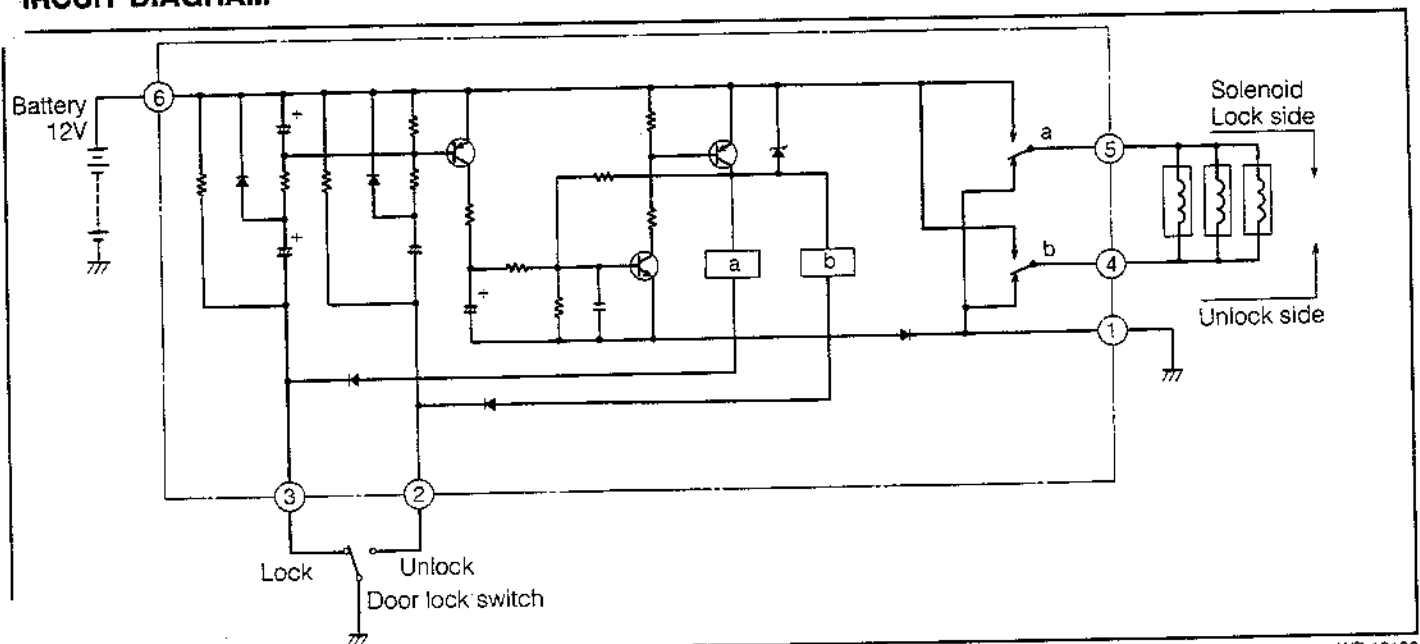 CIRCUIT DIAGRAM
Battery
12V
6
Solenoid
Lock side
a
5
a
b
b
4
Unlock side
1
3
2
Lock
Unlock
Door lock switch